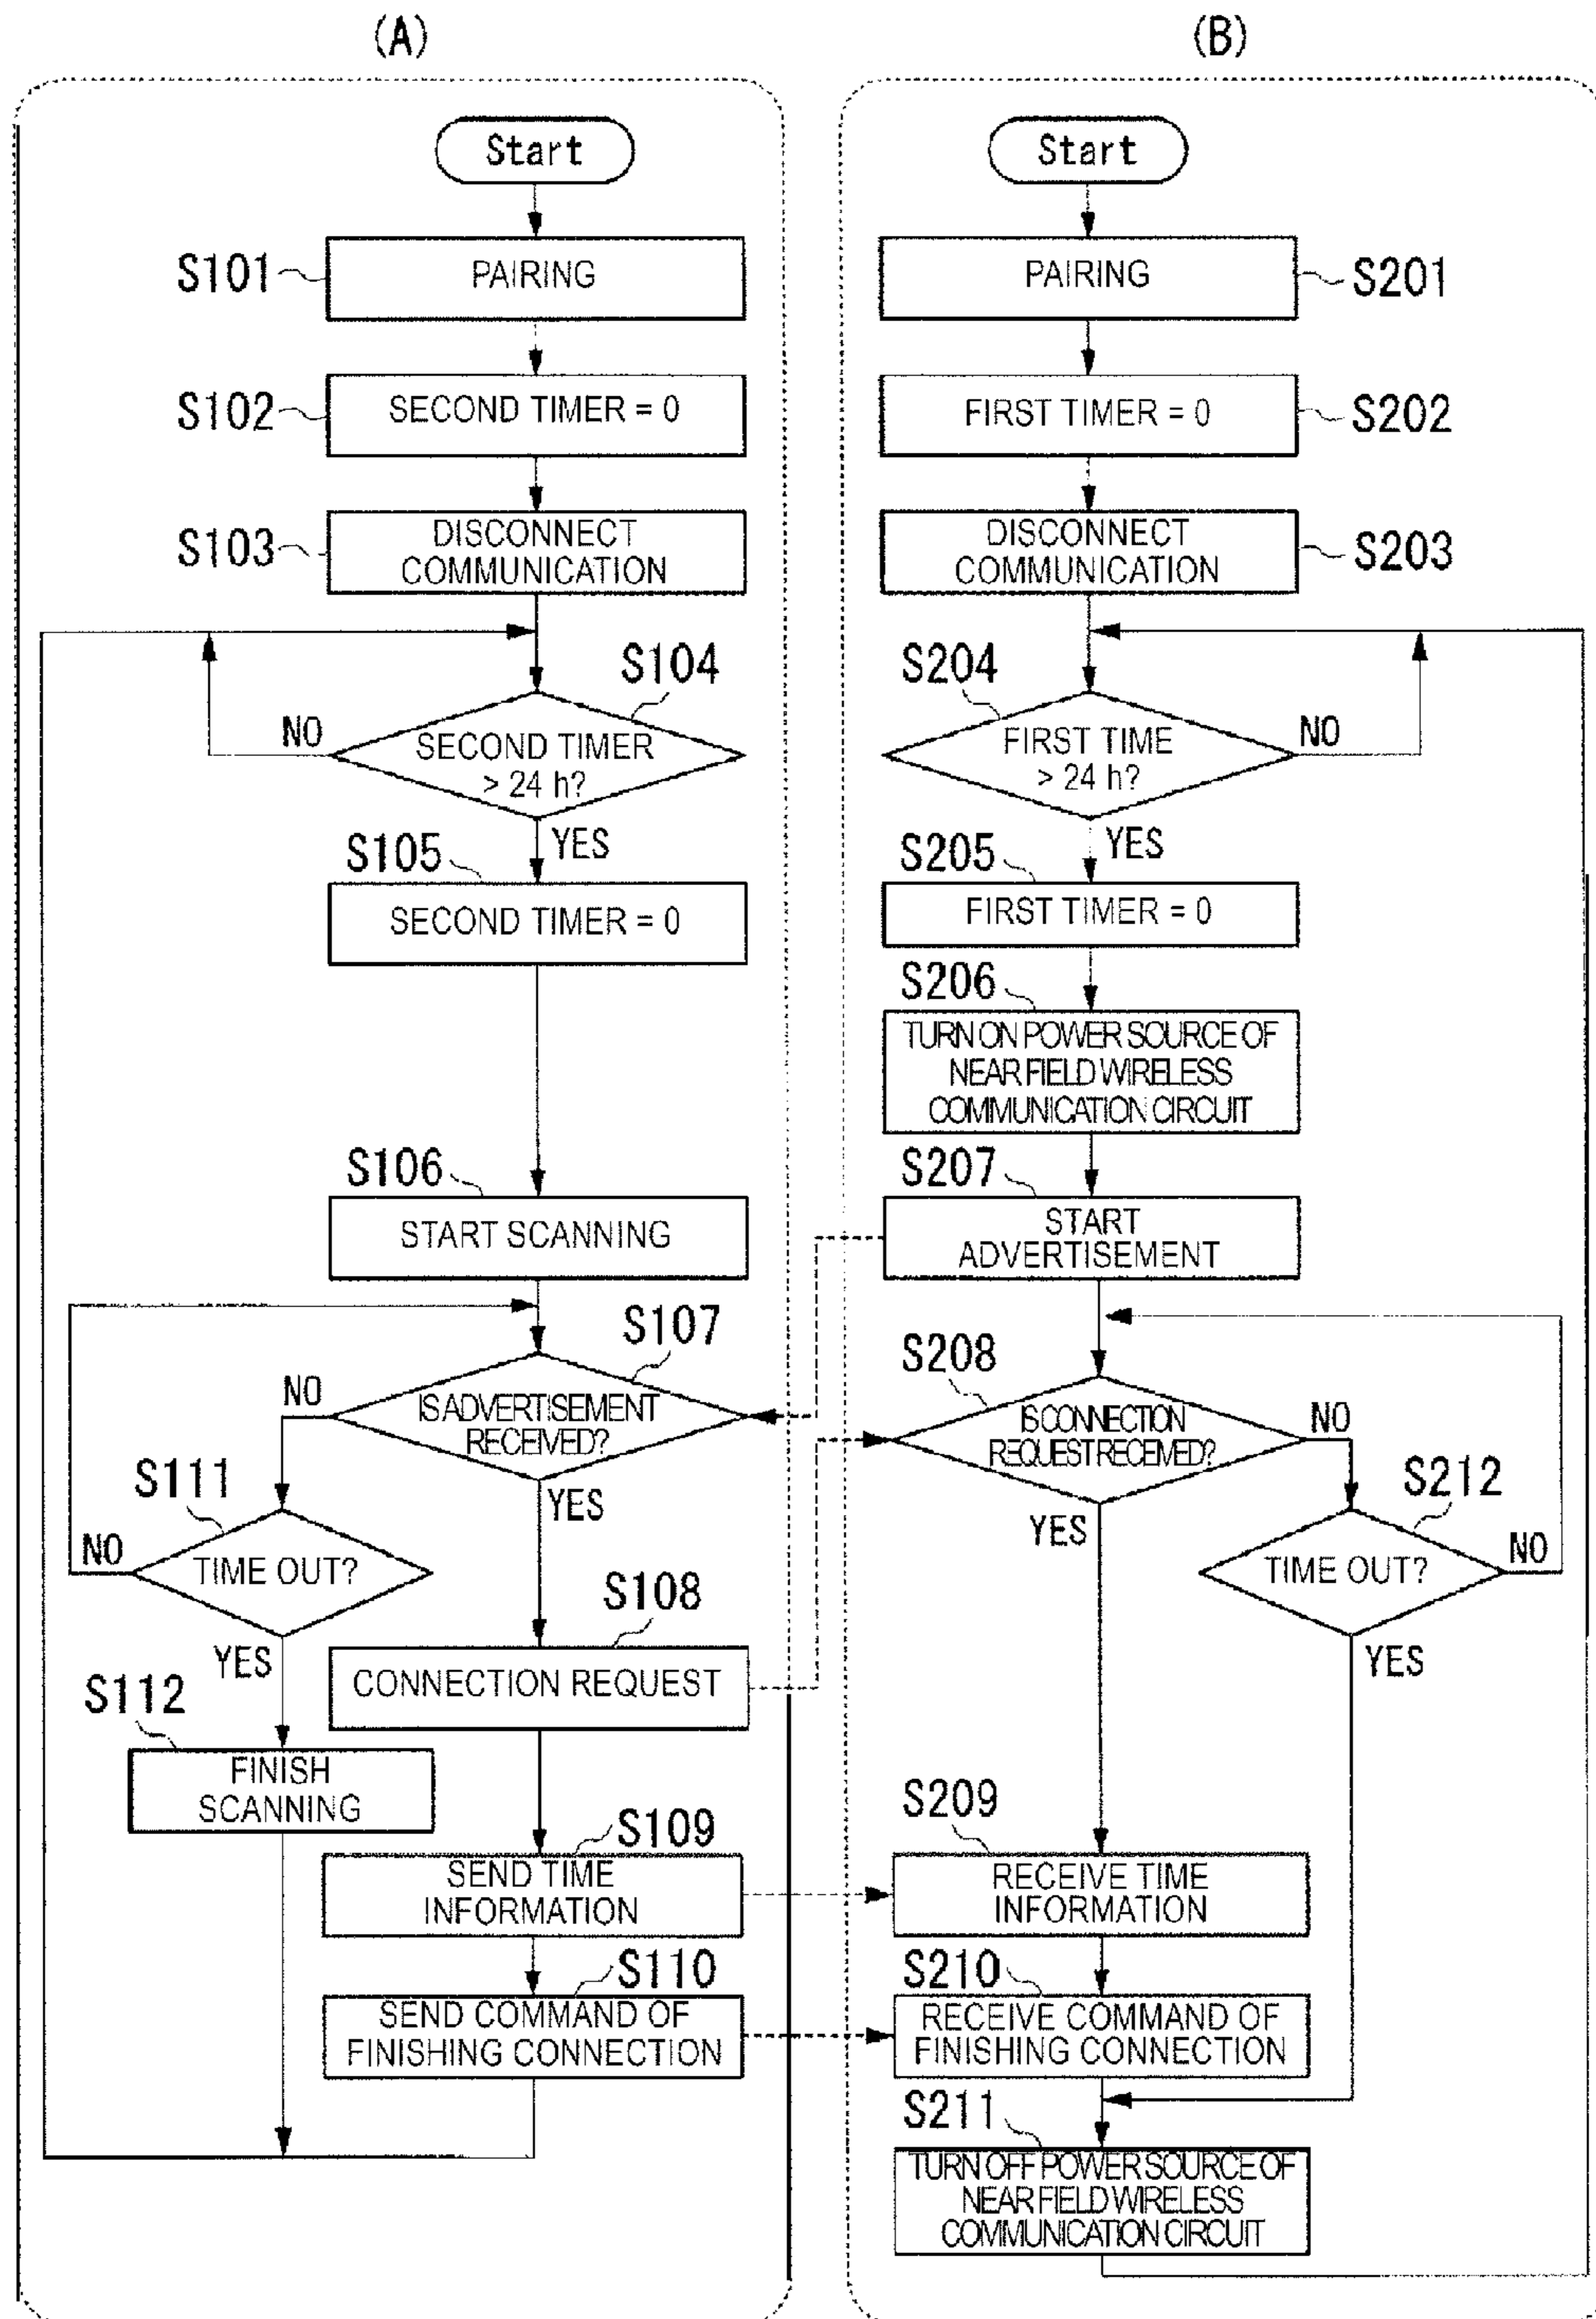 (A)
Start
S101
PAIRING
S102
SECOND TIMER = 0
S103
DISCONNECT
COMMUNICATION
S104
NO
SECOND TIMER
> 24 h?
YES
S105
SECOND TIMER = 0
S106
START SCANNING
S107
NO
IS ADVERTISEMENT
RECEIVED?
YES
S111
NO
TIME OUT?
YES
S108
CONNECTION REQUEST
S112
FINISH
SCANNING
S109
SEND TIME
INFORMATION
S110
SEND COMMAND OF
FINISHING CONNECTION
(B)
Start
PAIRING
S201
FIRST TIMER = 0
S202
DISCONNECT
COMMUNICATION
S203
S204
FIRST TIME
> 24 h?
NO
YES
S205
FIRST TIMER = 0
S206
TURN ON POWER SOURCE OF
NEAR FIELD WIRELESS
COMMUNICATION CIRCUIT
S207
START
ADVERTISEMENT
S208
IS CONNECTION
REQUEST RECEIVED?
NO
YES
S212
TIME OUT?
NO
YES
S209
RECEIVE TIME
INFORMATION
S210
RECEIVE COMMAND OF
FINISHING CONNECTION
S211
TURN OFF POWER SOURCE OF
NEAR FIELD WIRELESS
COMMUNICATION CIRCUIT